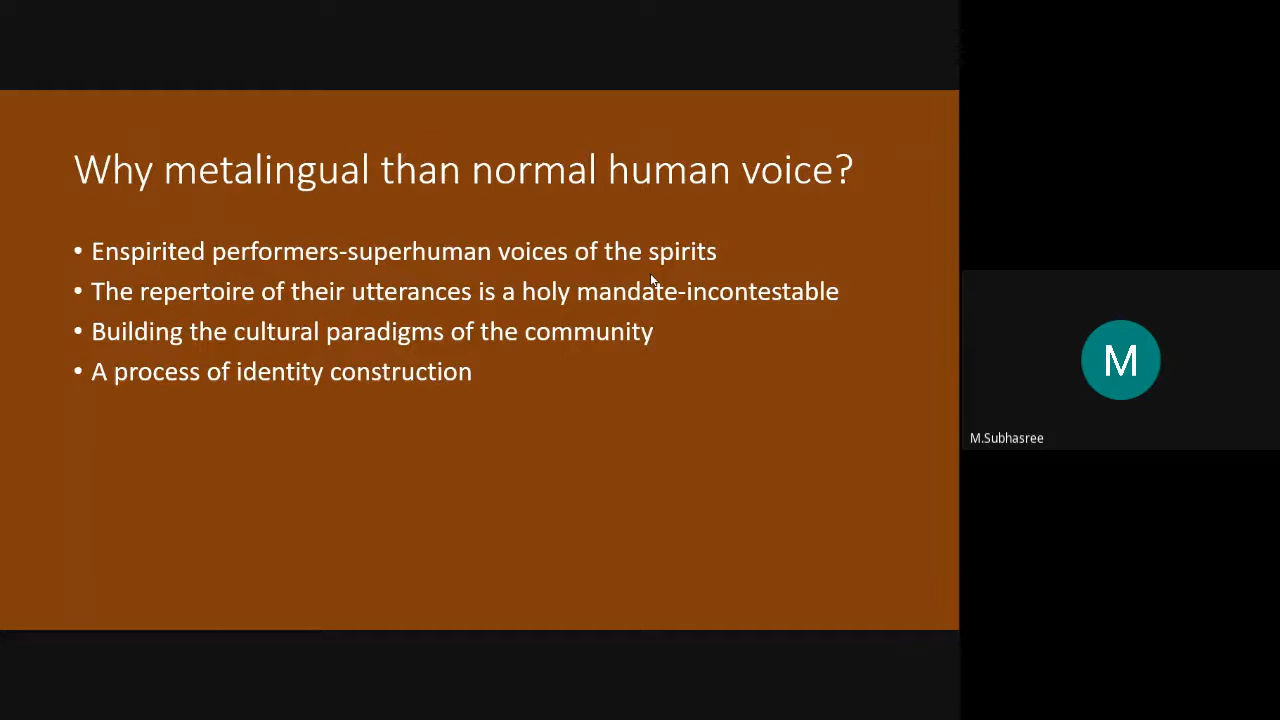 Why metalingual than normal human voice?
• Enspirited performers-superhuman voices of the spirits
• The repertoire of their utterances is a holy mandate-incontestable
• Building the cultural paradigms of the community
• A process of identity construction
M
M.Subhasree